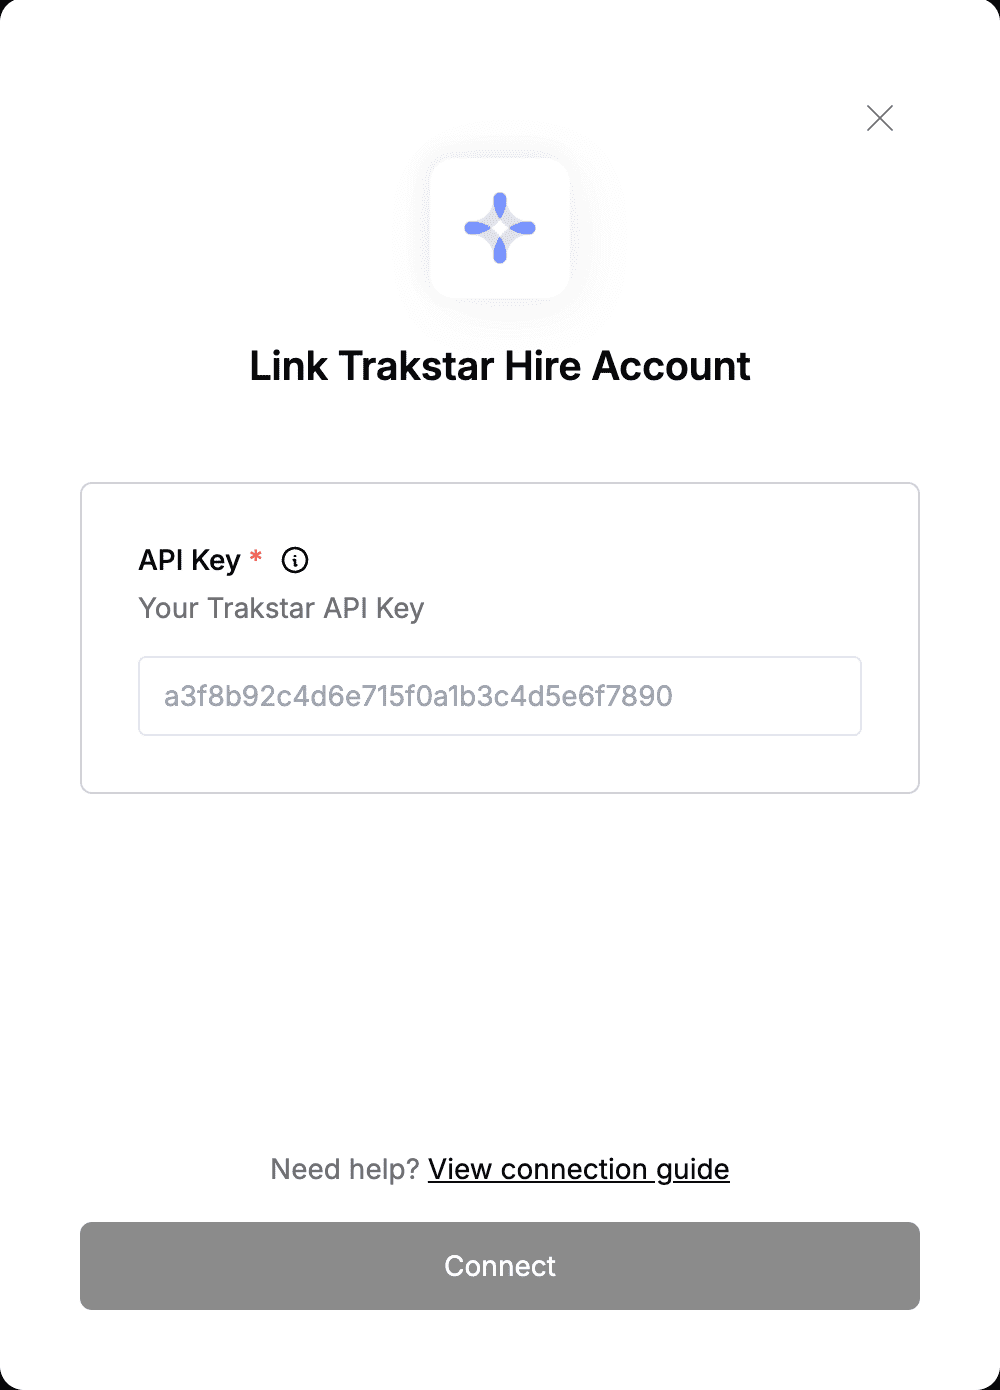 Link Trakstar Hire Account
API Key *
Your Trakstar API Key
a3f8b92c4d6e715f0a1b3c4d5e6f7890
Need help? View connection guide
Connect